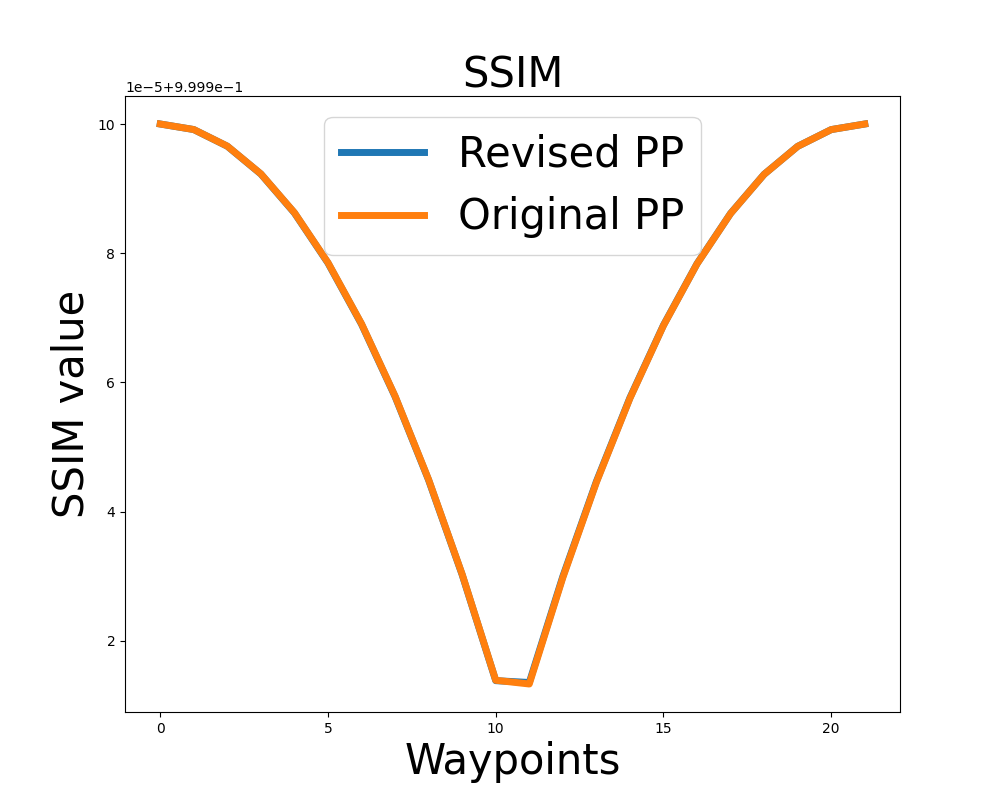 SSIM
1e−5+9.999e−1
10
8
6
4
2
SSIM value
Revised PP
Original PP
0 5 10 15 20
Waypoints